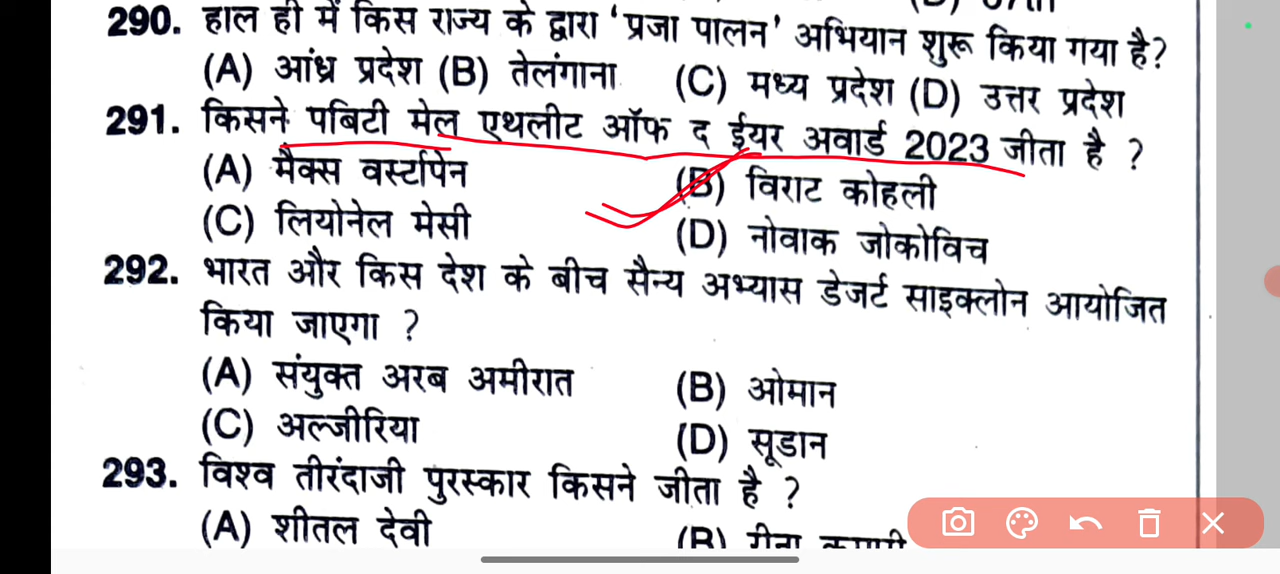 290. हाल ही में किस राज्य के द्वारा ‘प्रजा पालन’ अभियान शुरू किया गया है?
(A) आंध्र प्रदेश (B) तेलंगाना (C) मध्य प्रदेश (D) उत्तर प्रदेश
291. किसने पबिटी मेल एथलीट ऑफ द ईयर अवार्ड 2023 जीता है ?
(A) मैक्स वर्स्टापेन (B) विराट कोहली
(C) लियोनेल मेसी (D) नोवाक जोकोविच
292. भारत और किस देश के बीच सैन्य अभ्यास डेजर्ट साइक्लोन आयोजित
किया जाएगा ?
(A) संयुक्त अरब अमीरात (B) ओमान
(C) अल्जीरिया (D) सूडान
293. विश्व तीरंदाजी पुरस्कार किसने जीता है ?
(A) शीतल देवी (B)